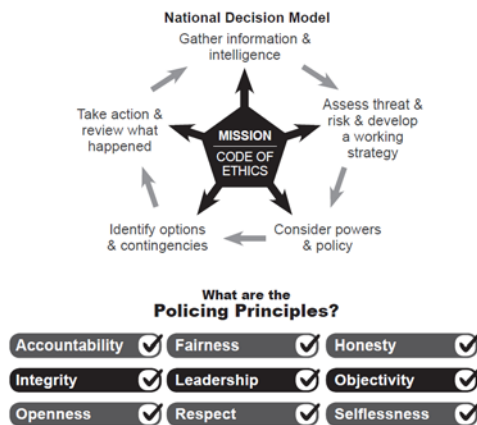 National Decision Model
Gather information &
intelligence
Assess threat &
risk & develop
a working
strategy
Consider powers
& policy
Identify options
& contingencies
Take action &
review what
happened
MISSION
CODE OF
ETHICS
What are the
Policing Principles?
Accountability
Fairness
Honesty
Integrity
Leadership
Objectivity
Openness
Respect
Selflessness